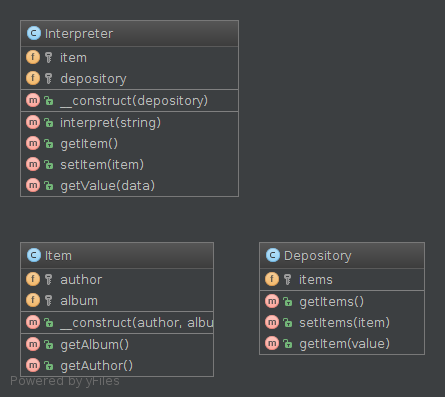 Interpreter
item
depository
__construct(depository)
interpret(string)
getItem()
setItem(item)
getValue(data)
Item
author
album
__construct(author, albu
getAlbum()
getAuthor()
Depository
items
getItems()
setItems(item)
getItem(value)
Powered by yFiles